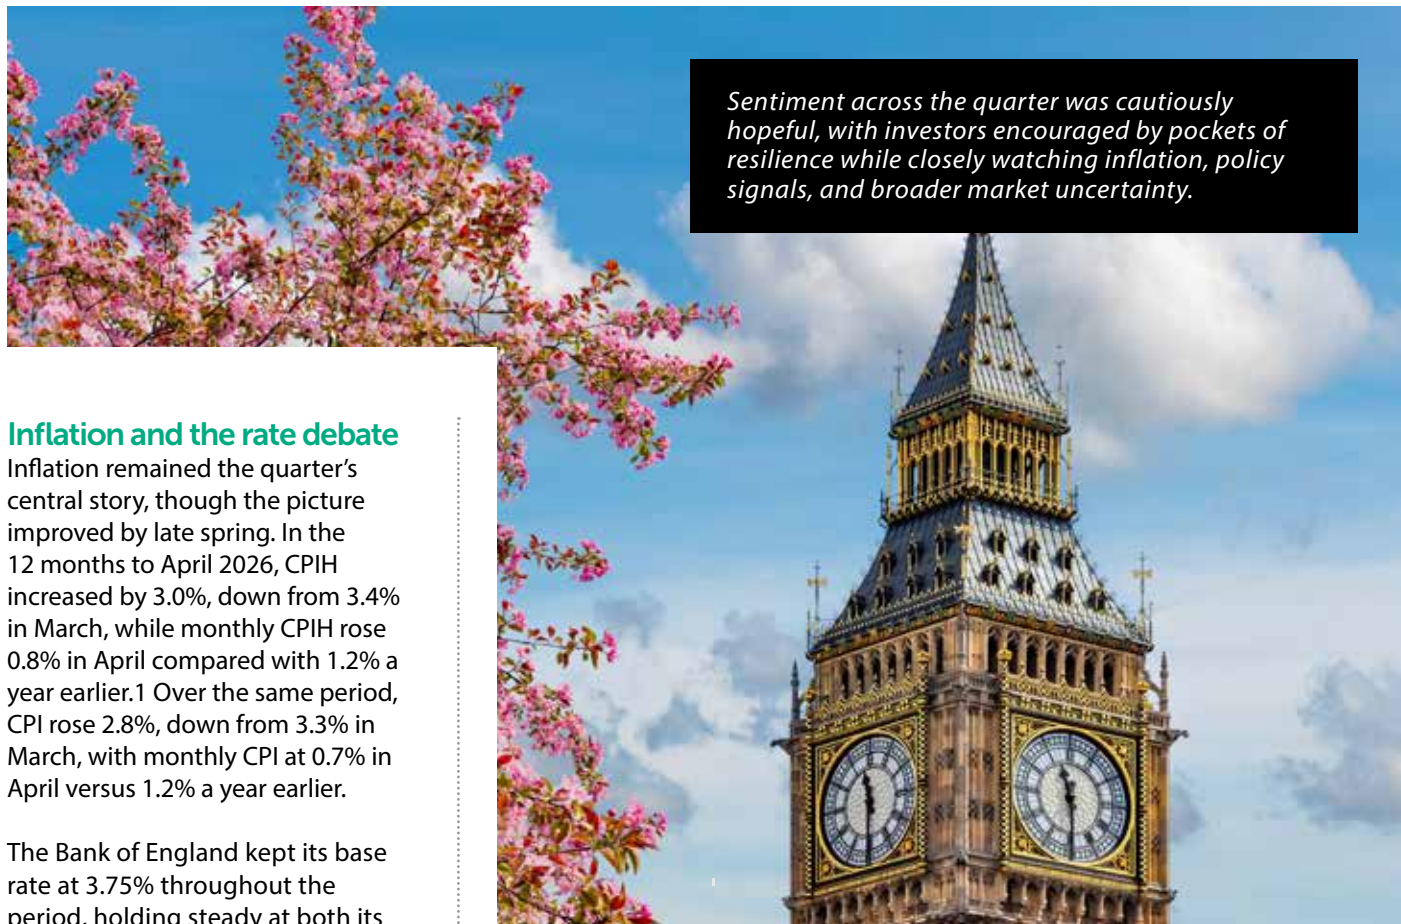 Sentiment across the quarter was cautiously
hopeful, with investors encouraged by pockets of
resilience while closely watching inflation, policy
signals, and broader market uncertainty.
Inflation and the rate debate
Inflation remained the quarter’s
central story, though the picture
improved by late spring. In the
12 months to April 2026, CPIH
increased by 3.0%, down from 3.4%
in March, while monthly CPIH rose
0.8% in April compared with 1.2% a
year earlier.1 Over the same period,
CPI rose 2.8%, down from 3.3% in
March, with monthly CPI at 0.7% in
April versus 1.2% a year earlier.
The Bank of England kept its base
rate at 3.75% throughout the
period, holding steady at both its